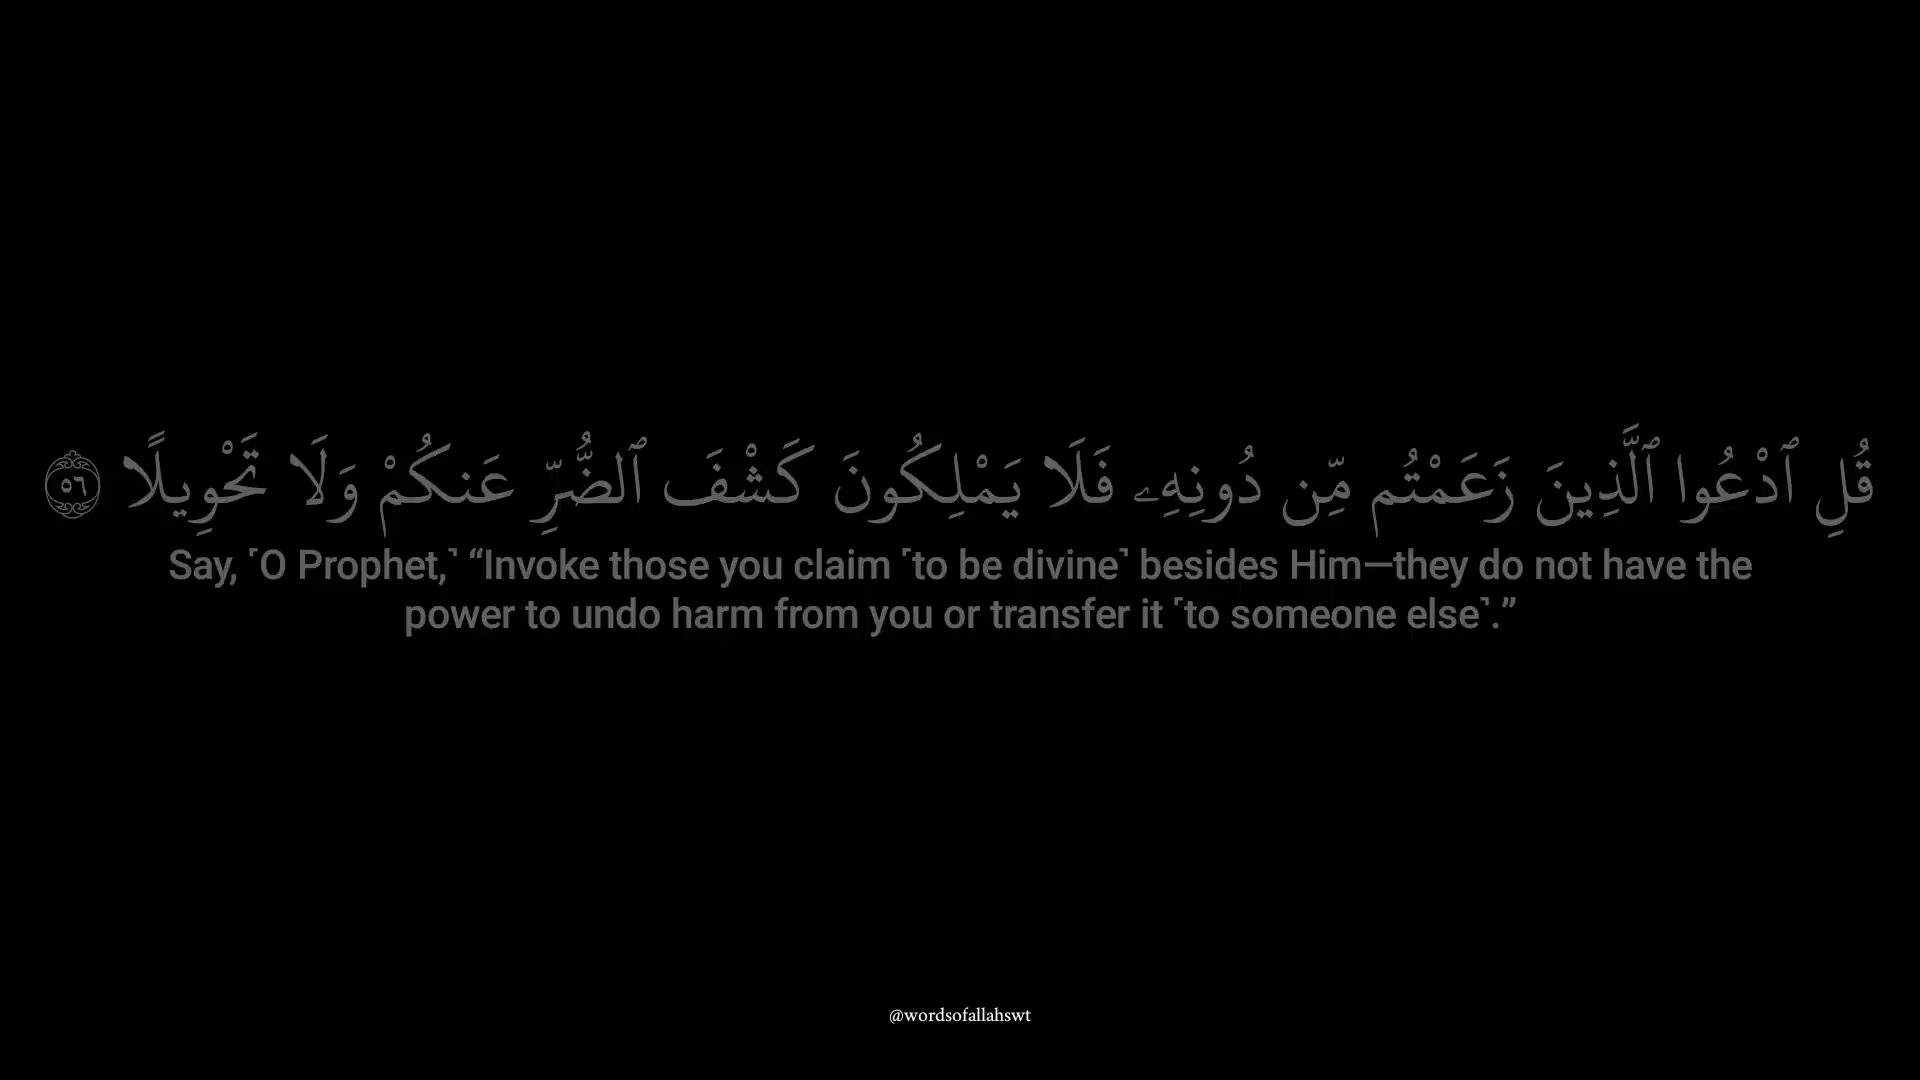 قُلِ ٱدْعُوا ٱلَّذِينَ زَعَمْتُم مِّن دُونِهِۦ فَلَا يَمْلِكُونَ كَشْفَ ٱلضُّرِّ عَنكُمْ وَلَا تَحْوِيلًا ٥٦
Say, ˹O Prophet,˺ “Invoke those you claim ˹to be divine˺ besides Him—they do not have the
power to undo harm from you or transfer it ˹to someone else˺.”
@wordsofallahswt